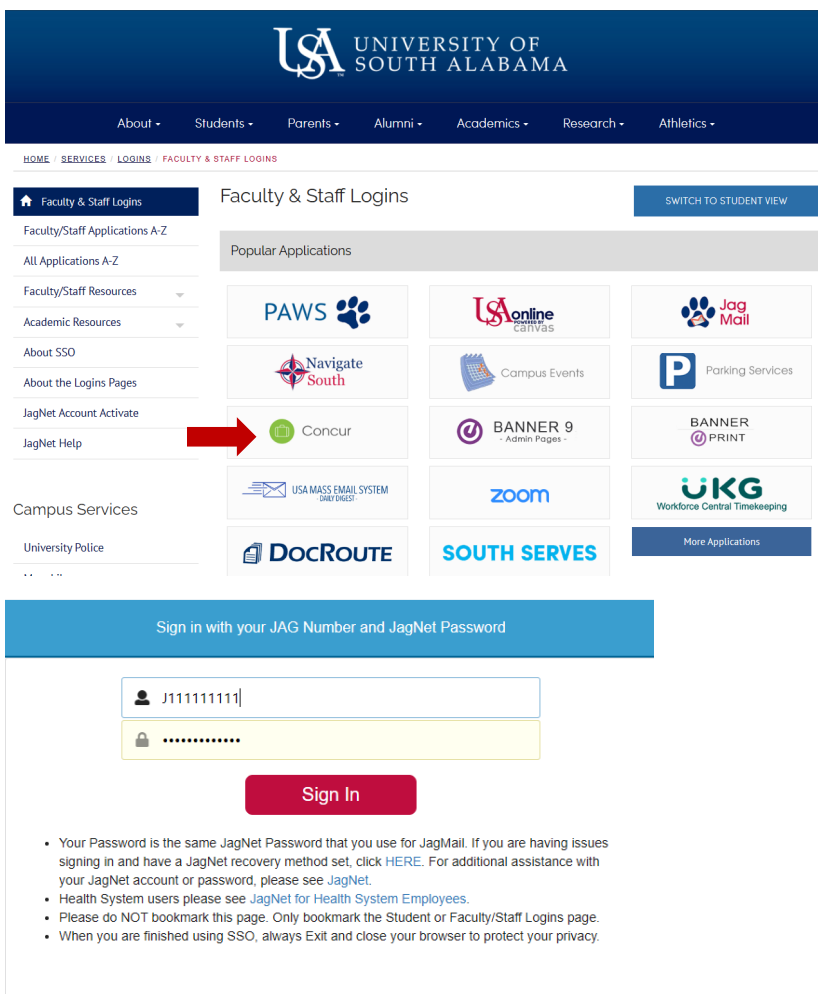 USA UNIVERSITY OF
SOUTH ALABAMA
About Students Parents Alumni Academics Research Athletics
HOME / SERVICES / LOGINS / FACULTY & STAFF LOGINS
Faculty & Staff Logins
Faculty/Staff Applications A-Z
All Applications A-Z
Faculty/Staff Resources
Academic Resources
About SSO
About the Logins Pages
JagNet Account Activate
JagNet Help
Campus Services
University Police
Faculty & Staff Logins
SWITCH TO STUDENT VIEW
Popular Applications
PAWS
USAonline
POWERED BY
canvas
Jag
Mail
Navigate
South
Campus Events
P Parking Services
Concur
BANNER 9
- Admin Pages -
BANNER
PRINT
USA MASS EMAIL SYSTEM
- DAILY DIGEST -
zoom
UKG
Workforce Central Timekeeping
DOCROUTE
SOUTH SERVES
More Applications
Sign in with your JAG Number and JagNet Password
J111111111
•••••••••••••
Sign In
• Your Password is the same JagNet Password that you use for JagMail. If you are having issues
signing in and have a JagNet recovery method set, click HERE. For additional assistance with
your JagNet account or password, please see JagNet.
• Health System users please see JagNet for Health System Employees.
• Please do NOT bookmark this page. Only bookmark the Student or Faculty/Staff Logins page.
• When you are finished using SSO, always Exit and close your browser to protect your privacy.